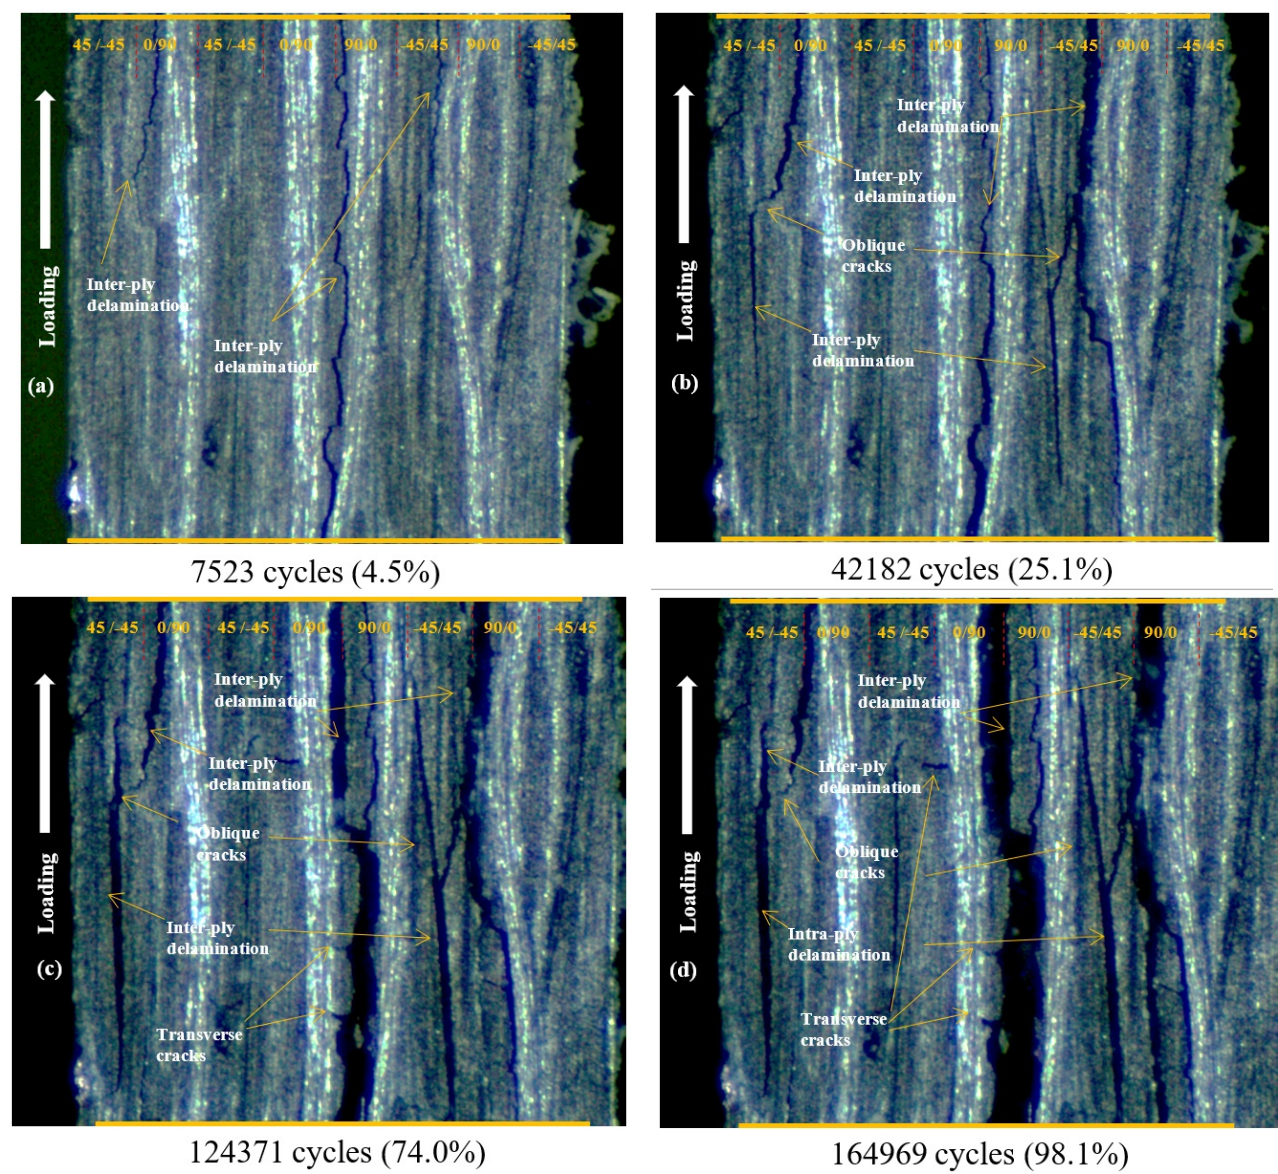 45 /-45 0/90 45 /-45 0/90 90/0 -45/45 90/0 -45/45
Loading
Inter-ply
delamination
Inter-ply
delamination
(a)
7523 cycles (4.5%)
45 /-45 0/90 45 /-45 0/90 90/0 -45/45 90/0 -45/45
Loading
Inter-ply
delamination
Inter-ply
delamination
Oblique
cracks
Inter-ply
delamination
(b)
42182 cycles (25.1%)
45 /-45 0/90 45 /-45 0/90 90/0 -45/45 90/0 -45/45
Loading
Inter-ply
delamination
Inter-ply
delamination
Oblique
cracks
Inter-ply
delamination
(c)
Transverse
cracks
124371 cycles (74.0%)
45 /-45 0/90 45 /-45 0/90 90/0 -45/45 90/0 -45/45
Loading
Inter-ply
delamination
Inter-ply
delamination
Oblique
cracks
Intra-ply
delamination
(d)
Transverse
cracks
164969 cycles (98.1%)